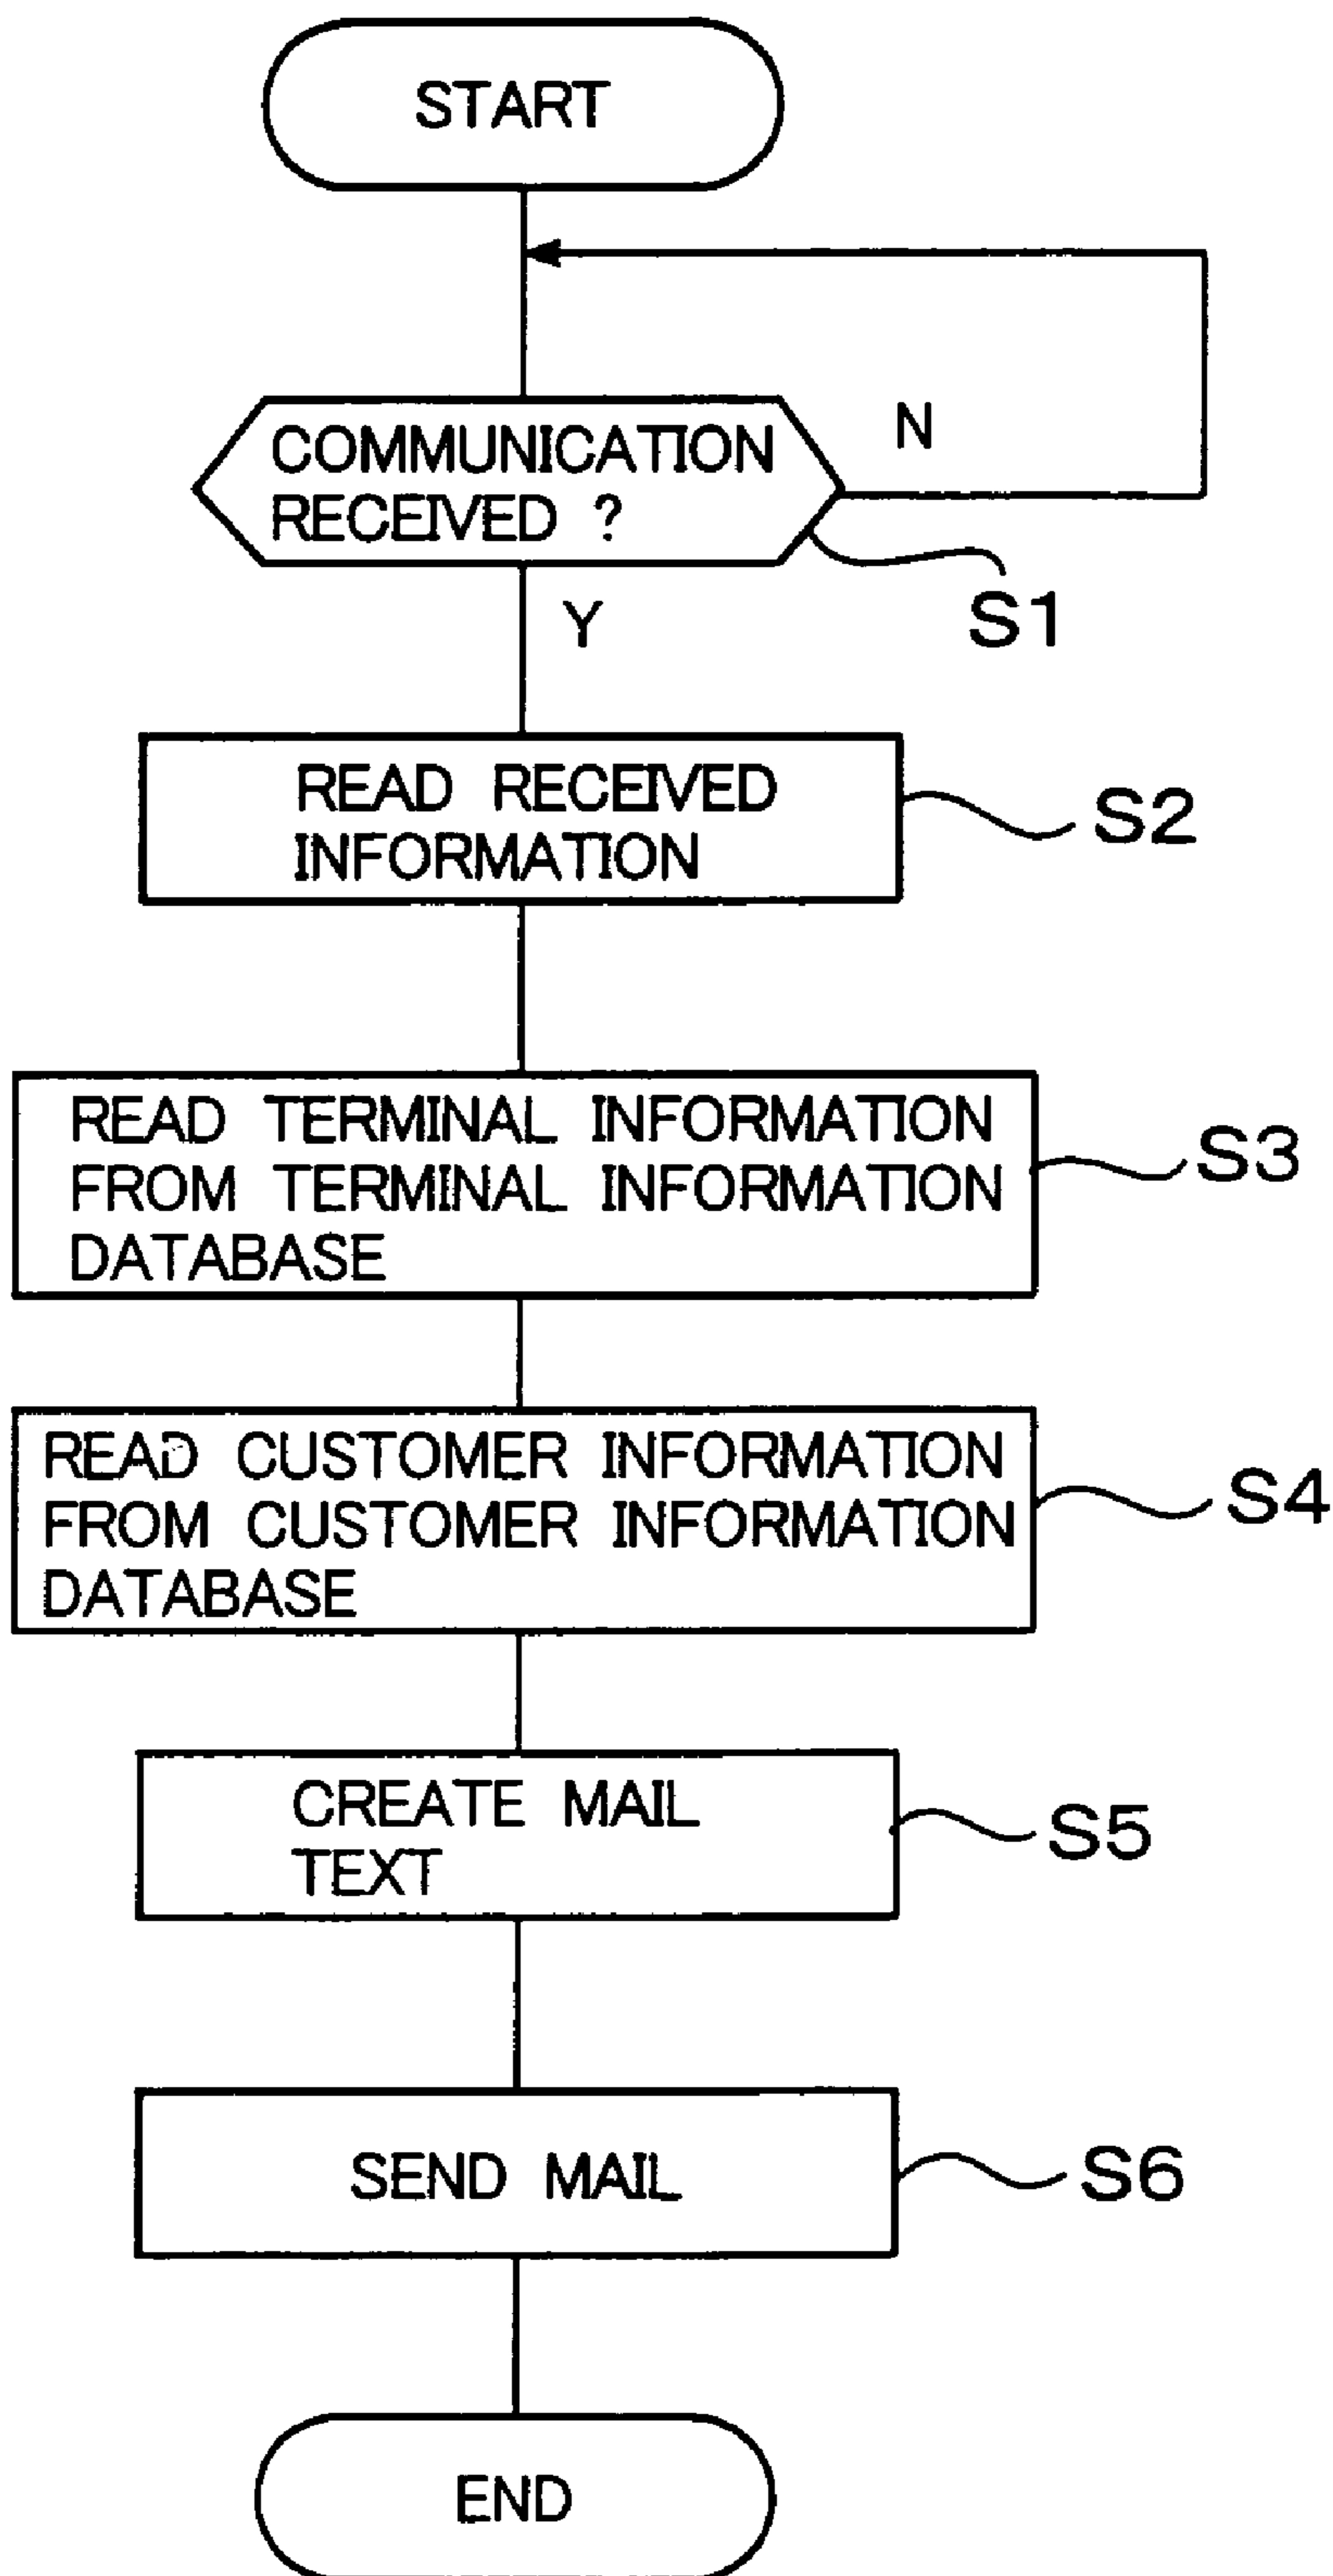 START
COMMUNICATION
RECEIVED ?
N
S1
Y
READ RECEIVED
INFORMATION
S2
READ TERMINAL INFORMATION
FROM TERMINAL INFORMATION
DATABASE
S3
READ CUSTOMER INFORMATION
FROM CUSTOMER INFORMATION
DATABASE
S4
CREATE MAIL
TEXT
S5
SEND MAIL
S6
END